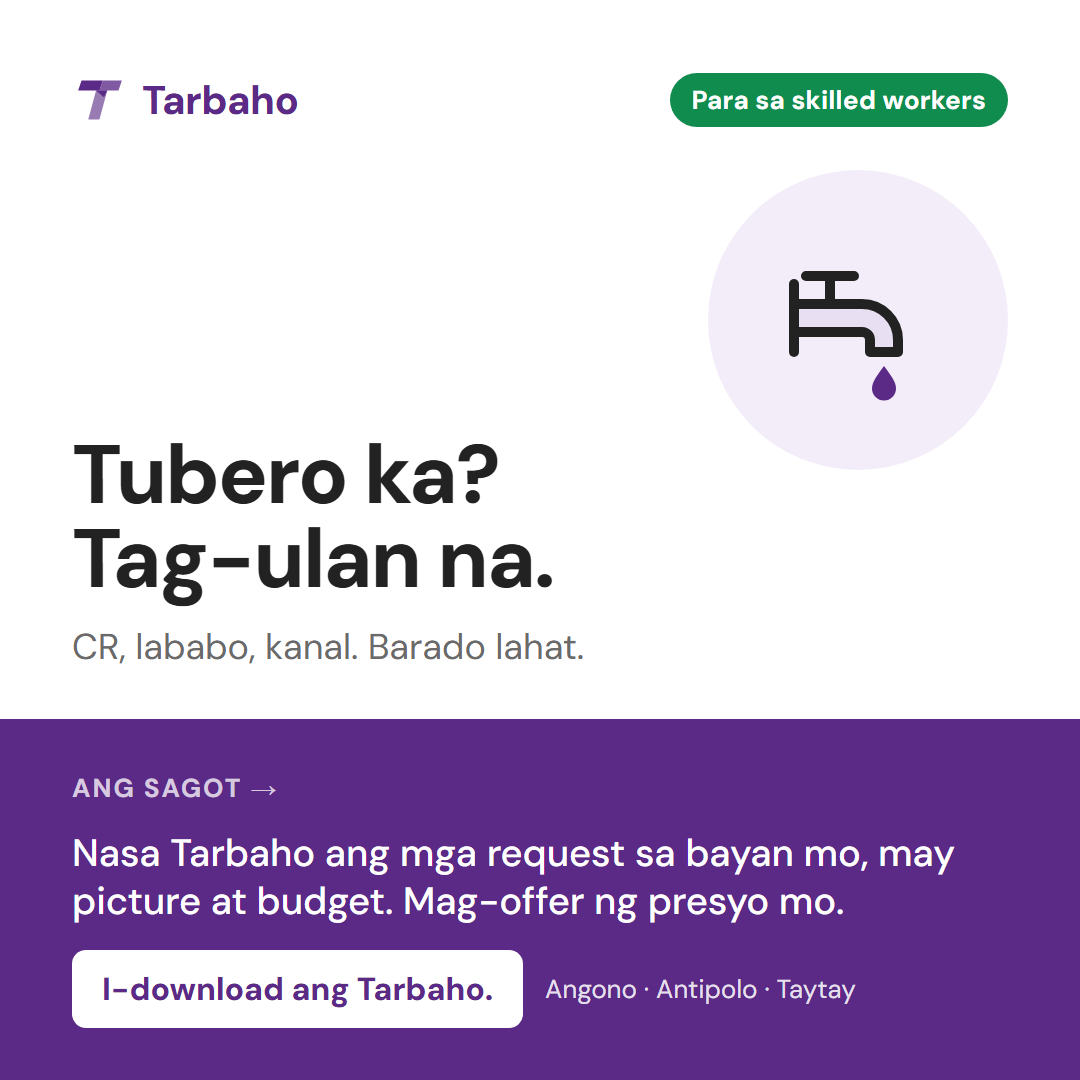 Tarbaho
Para sa skilled workers
Tubero ka?
Tag-ulan na.
CR, lababo, kanal. Barado lahat.
ANG SAGOT →
Nasa Tarbaho ang mga request sa bayan mo, may
picture at budget. Mag-offer ng presyo mo.
I-download ang Tarbaho.
Angono · Antipolo · Taytay